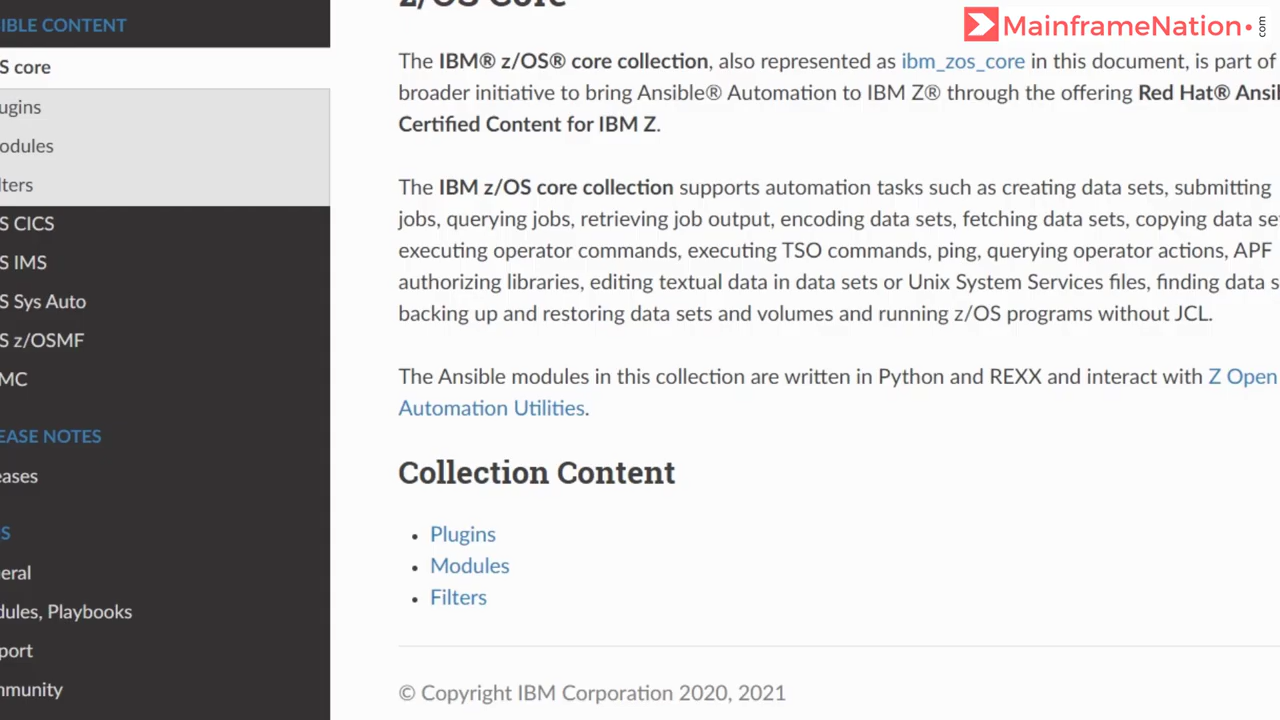 z/OS Core
MainframeNation.com
IBLE CONTENT
S core
ugins
odules
lters
S CICS
S IMS
S Sys Auto
S z/OSMF
MC
EASE NOTES
eases
S
eral
dules, Playbooks
port
mmunity
The IBM® z/OS® core collection, also represented as ibm_zos_core in this document, is part of
broader initiative to bring Ansible® Automation to IBM Z® through the offering Red Hat® Ansi
Certified Content for IBM Z.
The IBM z/OS core collection supports automation tasks such as creating data sets, submitting
jobs, querying jobs, retrieving job output, encoding data sets, fetching data sets, copying data se
executing operator commands, executing TSO commands, ping, querying operator actions, APF
authorizing libraries, editing textual data in data sets or Unix System Services files, finding data s
backing up and restoring data sets and volumes and running z/OS programs without JCL.
The Ansible modules in this collection are written in Python and REXX and interact with Z Open
Automation Utilities.
Collection Content
• Plugins
• Modules
• Filters
© Copyright IBM Corporation 2020, 2021